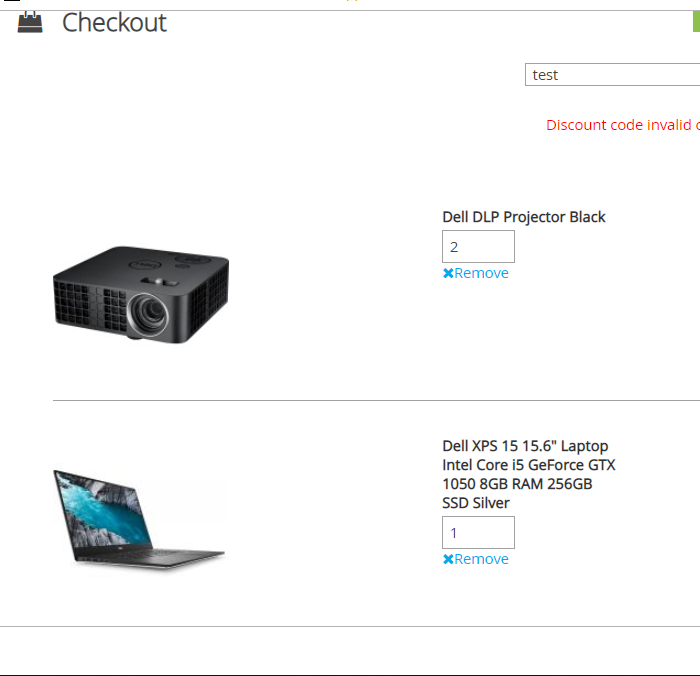 Checkout
test
Discount code invalid
Dell DLP Projector Black
2
Remove
Dell XPS 15 15.6" Laptop
Intel Core i5 GeForce GTX
1050 8GB RAM 256GB
SSD Silver
1
Remove